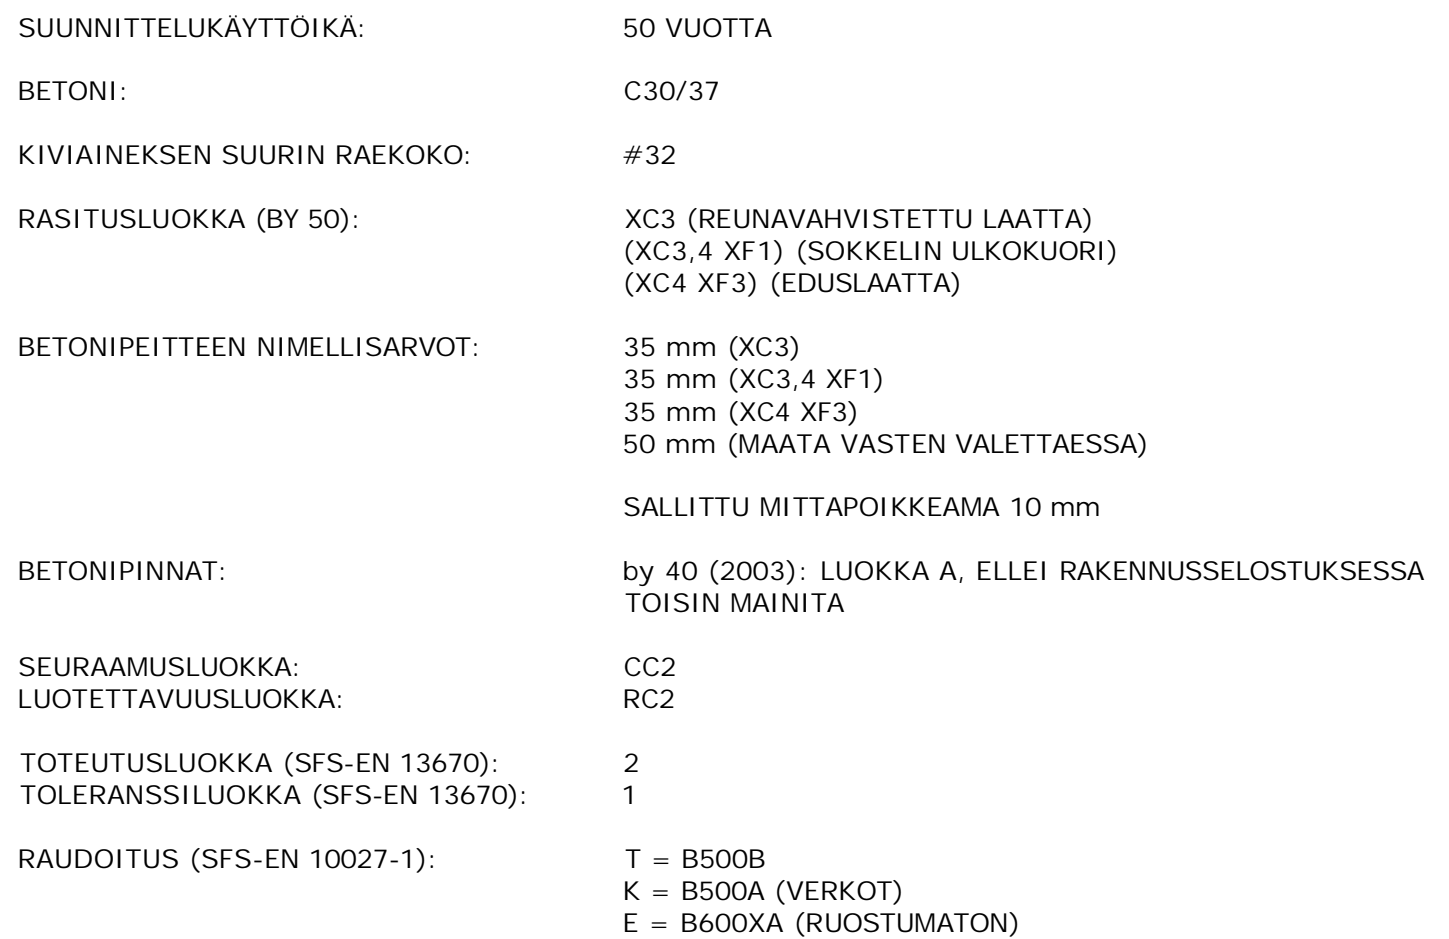 SUUNNITTELUKÄYTTÖIKÄ: 50 VUOTTA
BETONI: C30/37
KIVIAINEKSEN SUURIN RAEKOKO: #32
RASITUSLUOKKA (BY 50): XC3 (REUNAVAHVISTETTU LAATTA)
(XC3,4 XF1) (SOKKELIN ULKOKUORI)
(XC4 XF3) (EDUSLAATTA)
BETONIPEITTEEN NIMELLISARVOT: 35 mm (XC3)
35 mm (XC3,4 XF1)
35 mm (XC4 XF3)
50 mm (MAATA VASTEN VALETTAESSA)
SALLITTU MITTAPOIKKEAMA 10 mm
BETONIPINNAT: by 40 (2003): LUOKKA A, ELLEI RAKENNUSSELOSTUKSESSA
TOISIN MAINITA
SEURAAMUSLUOKKA: CC2
LUOTETTAVUUSLUOKKA: RC2
TOTEUTUSLUOKKA (SFS-EN 13670): 2
TOLERANSSILUOKKA (SFS-EN 13670): 1
RAUDOITUS (SFS-EN 10027-1): T = B500B
K = B500A (VERKOT)
E = B600XA (RUOSTUMATON)